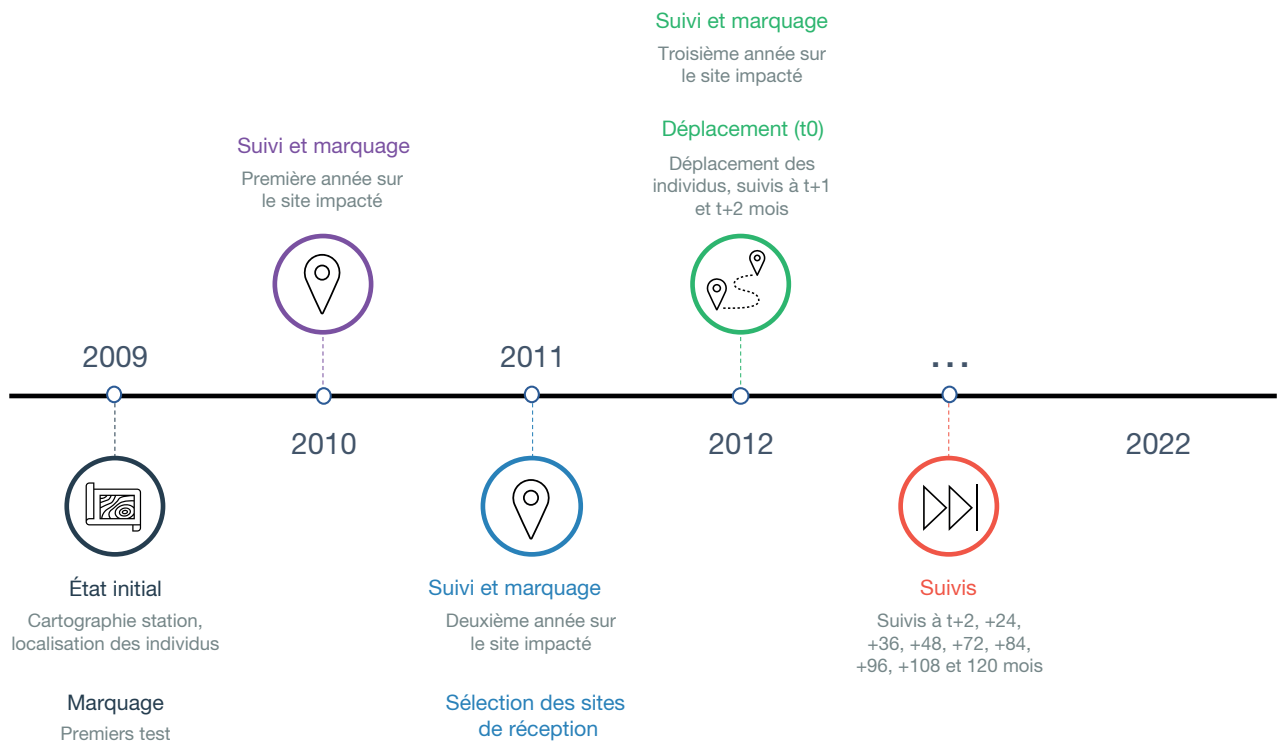 Suivi et marquage
Troisième année sur
le site impacté
Déplacement (t0)
Déplacement des
individus, suivis à t+1
et t+2 mois
Suivi et marquage
Première année sur
le site impacté
2009
2011
...
2010
2012
2022
État initial
Cartographie station,
localisation des individus
Marquage
Premiers test
Suivi et marquage
Deuxième année sur
le site impacté
Sélection des sites
de réception
Suivis
Suivis à t+2, +24,
+36, +48, +72, +84,
+96, +108 et 120 mois